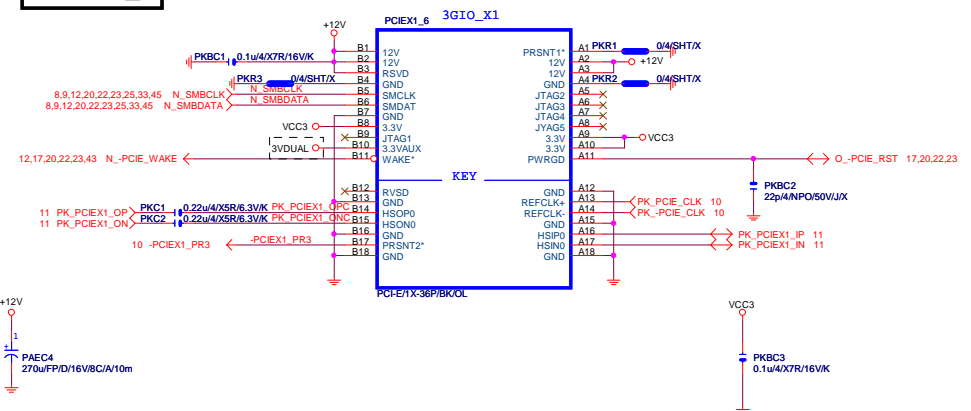 3GIO_X1
PCIEX1_6
+12V
PKBC1 0.1u/4/X7R/16V/K
B1 12V
B2 12V
B3 RSVD
PKR3 0/4/SHT/X
B4 GND
8,9,12,20,22,23,25,33,45 N_SMBCLK N_SMBCLK B5 SMCLK
8,9,12,20,22,23,25,33,45 N_SMBDATA N_SMBDATA B6 SMDAT
B7 GND
VCC3 B8 3.3V
B9 JTAG1
3VDUAL B10 3.3VAUX
12,17,20,22,23,43 N_-PCIE_WAKE B11 WAKE*
KEY
B12 RVSD
B13 GND
11 PK_PCIEX1_OP PKC1 0.22u/4/X5R/6.3V/K PK_PCIEX1_OPC B14 HSOP0
11 PK_PCIEX1_ON PKC2 0.22u/4/X5R/6.3V/K PK_PCIEX1_ONC B15 HSON0
B16 GND
10 -PCIEX1_PR3 -PCIEX1_PR3 B17 PRSNT2*
B18 GND
PRSNT1* A1 PKR1 0/4/SHT/X
12V A2 +12V
12V A3
GND A4 PKR2 0/4/SHT/X
JTAG2 A5
JTAG3 A6
JTAG4 A7
JYAG5 A8
3.3V A9 VCC3
3.3V A10
PWRGD A11 O_-PCIE_RST 17,20,22,23
PKBC2
22p/4/NPO/50V/J/X
GND A12
REFCLK+ A13 PK_PCIE_CLK 10
REFCLK- A14 PK_-PCIE_CLK 10
GND A15
HSIP0 A16 PK_PCIEX1_IP 11
HSIN0 A17 PK_PCIEX1_IN 11
GND A18
PCI-E/1X-36P/BK/OL
+12V
1
+
PAEC4
270u/FP/D/16V/8C/A/10m
VCC3
PKBC3
0.1u/4/X7R/16V/K